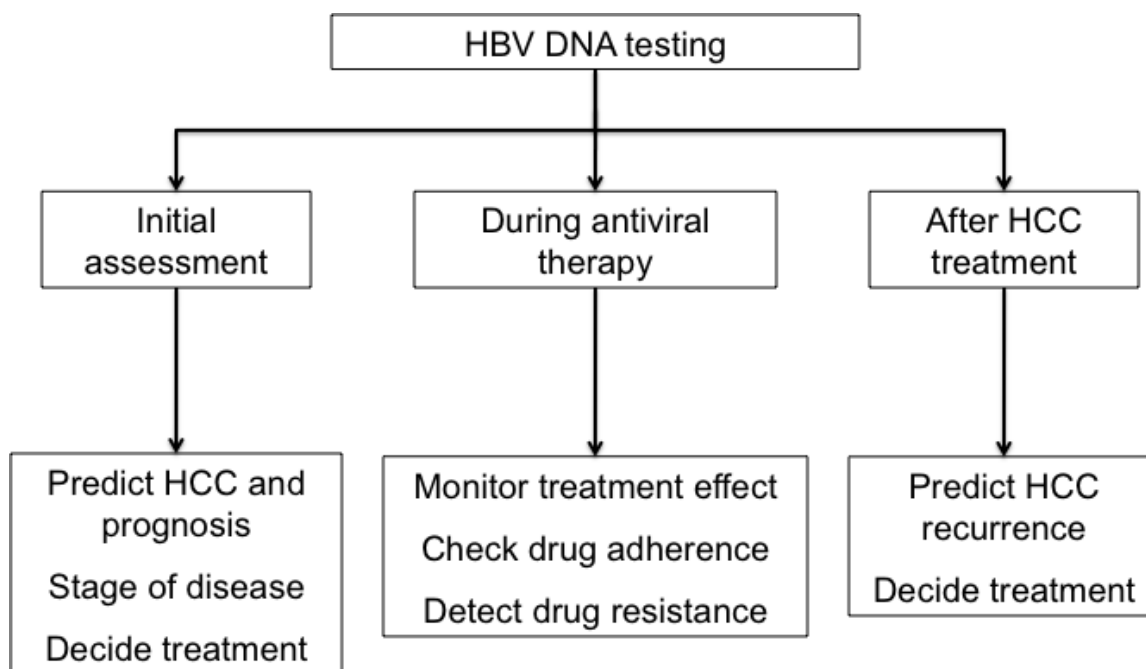 HBV DNA testing
Initial
assessment
During antiviral
therapy
After HCC
treatment
Predict HCC and
prognosis
Stage of disease
Decide treatment
Monitor treatment effect
Check drug adherence
Detect drug resistance
Predict HCC
recurrence
Decide treatment